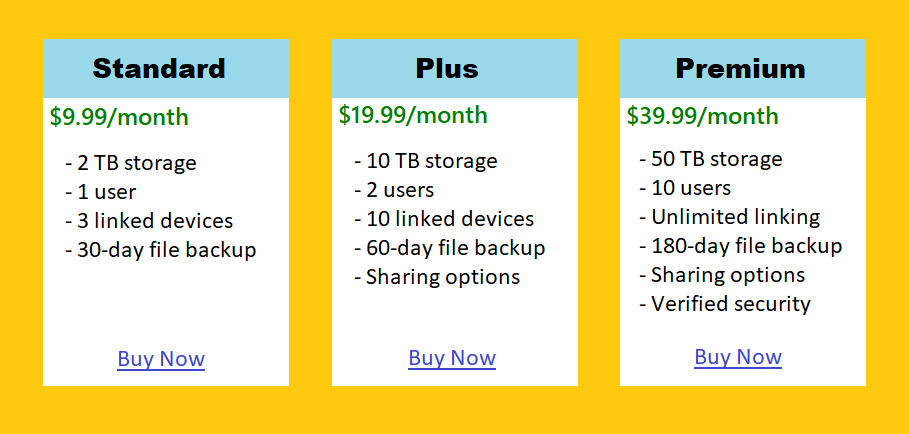 Standard
$9.99/month
- 2 TB storage
- 1 user
- 3 linked devices
- 30-day file backup
Buy Now
Plus
$19.99/month
- 10 TB storage
- 2 users
- 10 linked devices
- 60-day file backup
- Sharing options
Buy Now
Premium
$39.99/month
- 50 TB storage
- 10 users
- Unlimited linking
- 180-day file backup
- Sharing options
- Verified security
Buy Now